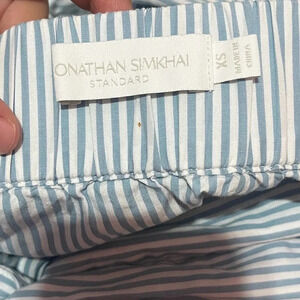 ONATHAN SIMKHAI
STANDARD
XS
MADE IN
CHINA